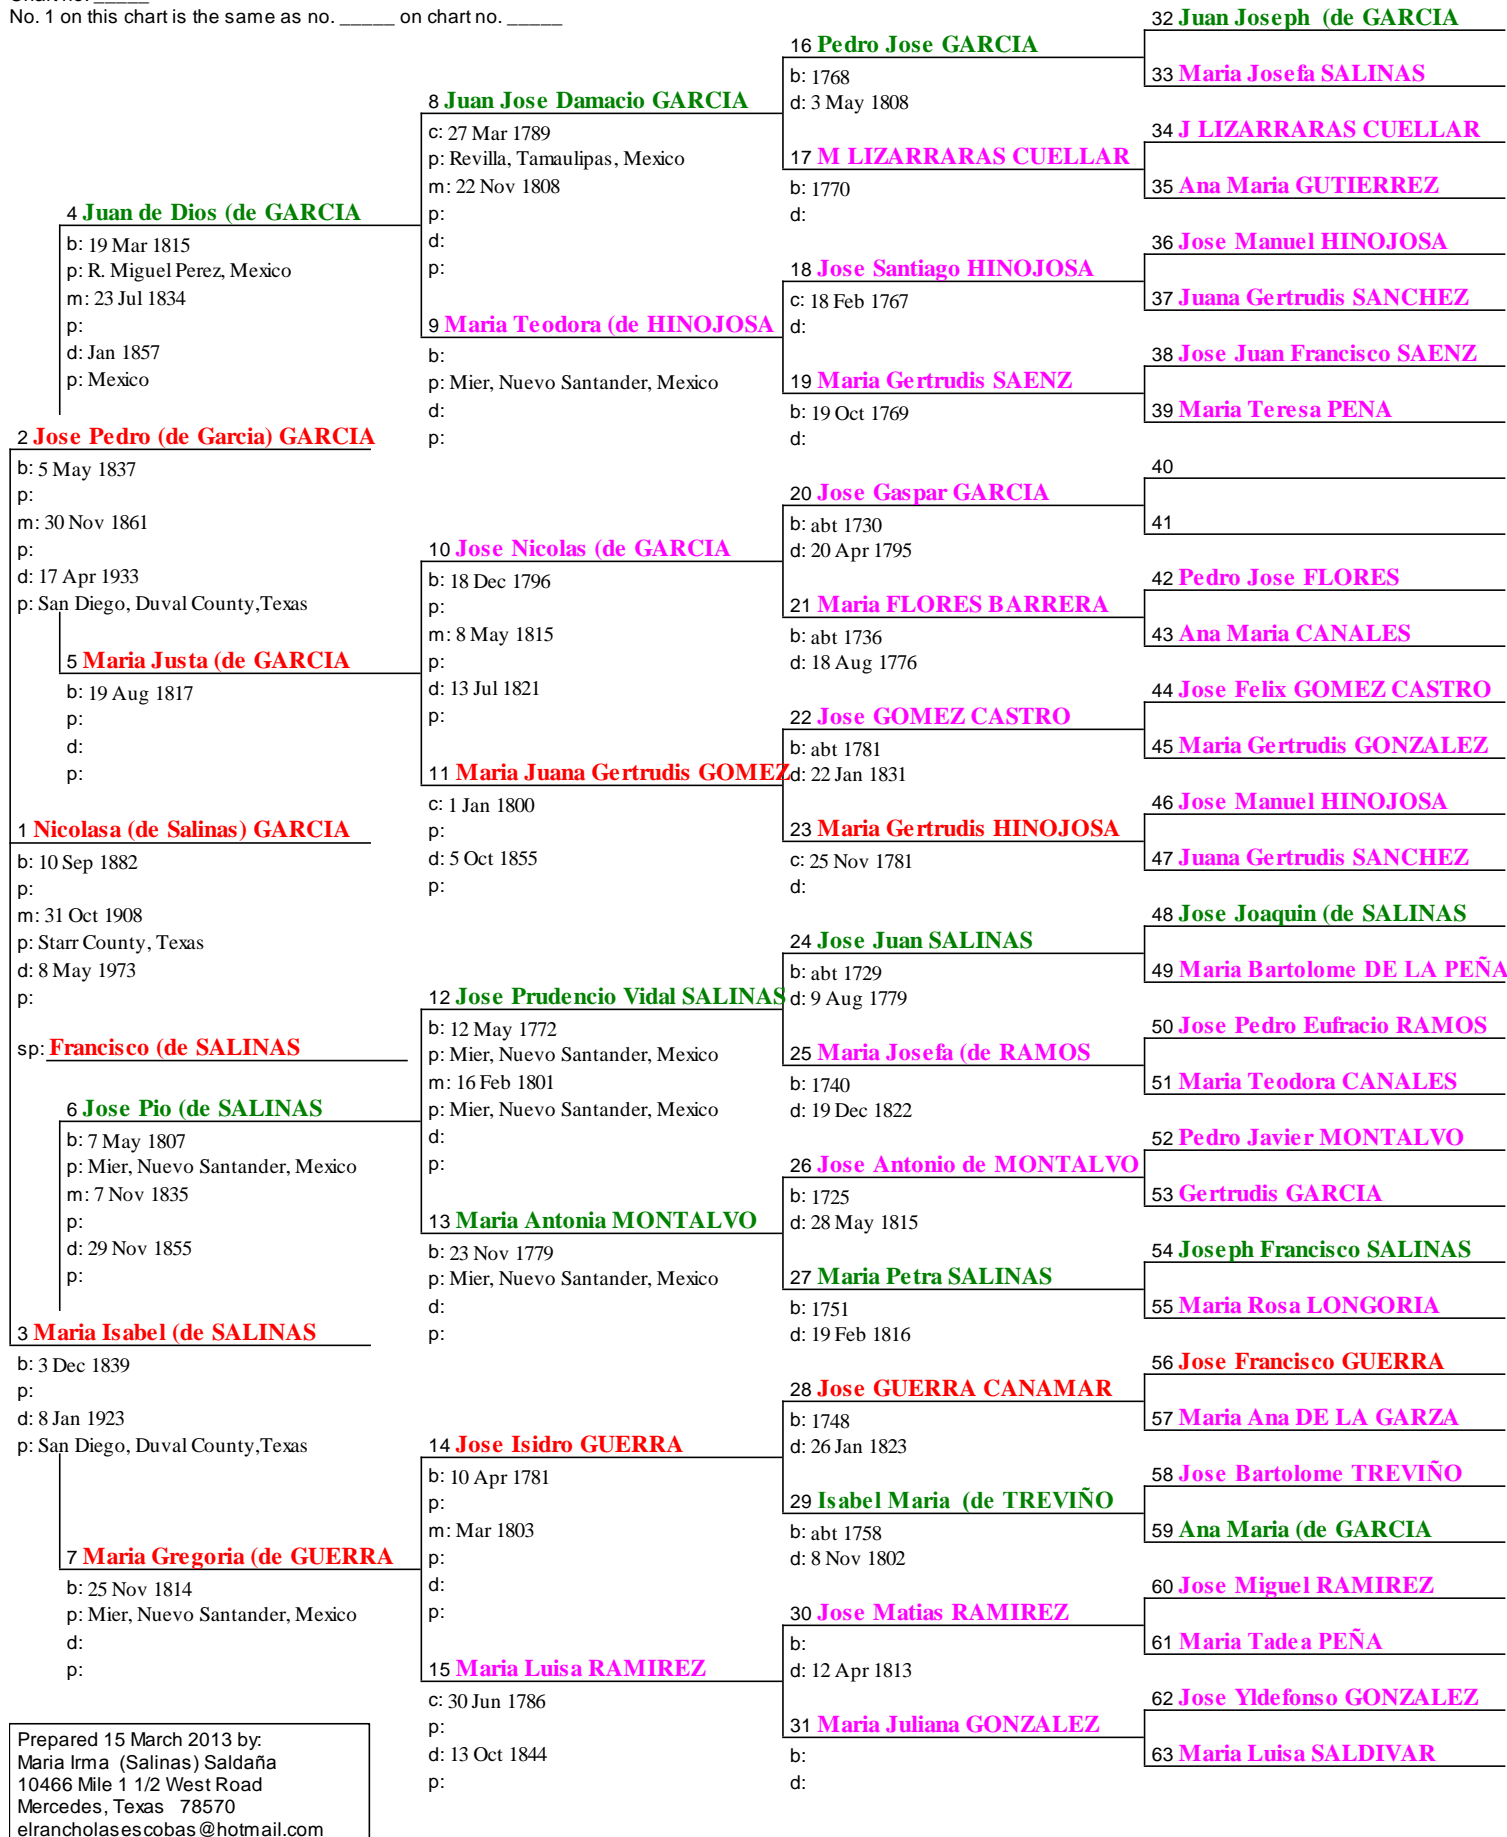 No. 1 on this chart is the same as no. _____ on chart no. _____
2 Jose Pedro (de Garcia) GARCIA
b: 5 May 1837
p:
m: 30 Nov 1861
p:
d: 17 Apr 1933
p: San Diego, Duval County,Texas
1 Nicolasa (de Salinas) GARCIA
b: 10 Sep 1882
p:
m: 31 Oct 1908
p: Starr County, Texas
d: 8 May 1973
p:
sp: Francisco (de SALINAS
3 Maria Isabel (de SALINAS
b: 3 Dec 1839
p:
d: 8 Jan 1923
p: San Diego, Duval County,Texas
4 Juan de Dios (de GARCIA
b: 19 Mar 1815
p: R. Miguel Perez, Mexico
m: 23 Jul 1834
p:
d: Jan 1857
p: Mexico
5 Maria Justa (de GARCIA
b: 19 Aug 1817
p:
d:
p:
6 Jose Pio (de SALINAS
b: 7 May 1807
p: Mier, Nuevo Santander, Mexico
m: 7 Nov 1835
p:
d: 29 Nov 1855
p:
7 Maria Gregoria (de GUERRA
b: 25 Nov 1814
p: Mier, Nuevo Santander, Mexico
d:
p:
8 Juan Jose Damacio GARCIA
c: 27 Mar 1789
p: Revilla, Tamaulipas, Mexico
m: 22 Nov 1808
p:
d:
p:
9 Maria Teodora (de HINOJOSA
b:
p: Mier, Nuevo Santander, Mexico
d:
p:
10 Jose Nicolas (de GARCIA
b: 18 Dec 1796
p:
m: 8 May 1815
p:
d: 13 Jul 1821
p:
11 Maria Juana Gertrudis GOMEZ
c: 1 Jan 1800
p:
d: 5 Oct 1855
p:
12 Jose Prudencio Vidal SALINAS
b: 12 May 1772
p: Mier, Nuevo Santander, Mexico
m: 16 Feb 1801
p: Mier, Nuevo Santander, Mexico
d:
p:
13 Maria Antonia MONTALVO
b: 23 Nov 1779
p: Mier, Nuevo Santander, Mexico
d:
p:
14 Jose Isidro GUERRA
b: 10 Apr 1781
p:
m: Mar 1803
p:
d:
p:
15 Maria Luisa RAMIREZ
c: 30 Jun 1786
p:
d: 13 Oct 1844
p:
16 Pedro Jose GARCIA
b: 1768
d: 3 May 1808
17 M LIZARRARAS CUELLAR
b: 1770
d:
18 Jose Santiago HINOJOSA
c: 18 Feb 1767
d:
19 Maria Gertrudis SAENZ
b: 19 Oct 1769
d:
20 Jose Gaspar GARCIA
b: abt 1730
d: 20 Apr 1795
21 Maria FLORES BARRERA
b: abt 1736
d: 18 Aug 1776
22 Jose GOMEZ CASTRO
b: abt 1781
d: 22 Jan 1831
23 Maria Gertrudis HINOJOSA
c: 25 Nov 1781
d:
24 Jose Juan SALINAS
b: abt 1729
d: 9 Aug 1779
25 Maria Josefa (de RAMOS
b: 1740
d: 19 Dec 1822
26 Jose Antonio de MONTALVO
b: 1725
d: 28 May 1815
27 Maria Petra SALINAS
b: 1751
d: 19 Feb 1816
28 Jose GUERRA CANAMAR
b: 1748
d: 26 Jan 1823
29 Isabel Maria (de TREVIÑO
b: abt 1758
d: 8 Nov 1802
30 Jose Matias RAMIREZ
b:
d: 12 Apr 1813
31 Maria Juliana GONZALEZ
b:
d:
32 Juan Joseph (de GARCIA
33 Maria Josefa SALINAS
34 J LIZARRARAS CUELLAR
35 Ana Maria GUTIERREZ
36 Jose Manuel HINOJOSA
37 Juana Gertrudis SANCHEZ
38 Jose Juan Francisco SAENZ
39 Maria Teresa PENA
40
41
42 Pedro Jose FLORES
43 Ana Maria CANALES
44 Jose Felix GOMEZ CASTRO
45 Maria Gertrudis GONZALEZ
46 Jose Manuel HINOJOSA
47 Juana Gertrudis SANCHEZ
48 Jose Joaquin (de SALINAS
49 Maria Bartolome DE LA PEÑA
50 Jose Pedro Eufracio RAMOS
51 Maria Teodora CANALES
52 Pedro Javier MONTALVO
53 Gertrudis GARCIA
54 Joseph Francisco SALINAS
55 Maria Rosa LONGORIA
56 Jose Francisco GUERRA
57 Maria Ana DE LA GARZA
58 Jose Bartolome TREVIÑO
59 Ana Maria (de GARCIA
60 Jose Miguel RAMIREZ
61 Maria Tadea PEÑA
62 Jose Yldefonso GONZALEZ
63 Maria Luisa SALDIVAR
Prepared 15 March 2013 by:
Maria Irma (Salinas) Saldaña
10466 Mile 1 1/2 West Road
Mercedes, Texas 78570
elrancholasescobas@hotmail.com